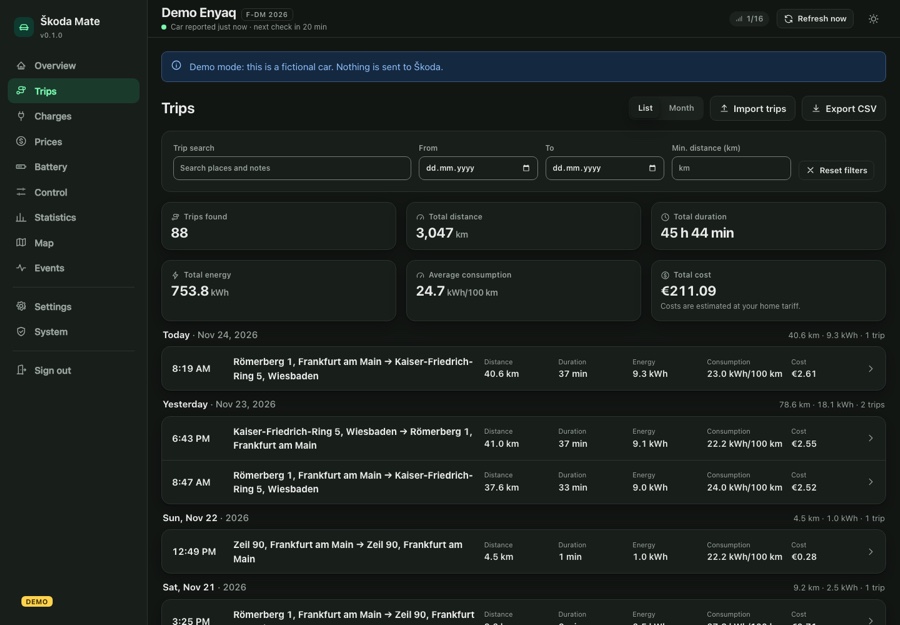 Škoda Mate
v0.1.0
Overview
Trips
Charges
Prices
Battery
Control
Statistics
Map
Events
Settings
System
Sign out
DEMO
Demo Enyaq
F-DM 2026
Car reported just now · next check in 20 min
1/16
Refresh now
Demo mode: this is a fictional car. Nothing is sent to Škoda.
Trips
List
Month
Import trips
Export CSV
Trip search
Search places and notes
From
dd.mm.yyyy
To
dd.mm.yyyy
Min. distance (km)
km
Reset filters
Trips found
88
Total distance
3,047 km
Total duration
45 h 44 min
Total energy
753.8 kWh
Average consumption
24.7 kWh/100 km
Total cost
€211.09
Costs are estimated at your home tariff.
Today · Nov 24, 2026
40.6 km · 9.3 kWh · 1 trip
8:19 AM
Römerberg 1, Frankfurt am Main → Kaiser-Friedrich-
Ring 5, Wiesbaden
Distance
40.6 km
Duration
37 min
Energy
9.3 kWh
Consumption
23.0 kWh/100 km
Cost
€2.61
Yesterday · Nov 23, 2026
78.6 km · 18.1 kWh · 2 trips
6:43 PM
Kaiser-Friedrich-Ring 5, Wiesbaden → Römerberg 1,
Frankfurt am Main
Distance
41.0 km
Duration
37 min
Energy
9.1 kWh
Consumption
22.2 kWh/100 km
Cost
€2.55
8:47 AM
Römerberg 1, Frankfurt am Main → Kaiser-Friedrich-
Ring 5, Wiesbaden
Distance
37.6 km
Duration
33 min
Energy
9.0 kWh
Consumption
24.0 kWh/100 km
Cost
€2.52
Sun, Nov 22 · 2026
4.5 km · 1.0 kWh · 1 trip
12:49 PM
Zeil 90, Frankfurt am Main → Zeil 90, Frankfurt am
Main
Distance
4.5 km
Duration
1 min
Energy
1.0 kWh
Consumption
22.2 kWh/100 km
Cost
€0.28
Sat, Nov 21 · 2026
9.2 km · 2.5 kWh · 1 trip
3:25 PM
Römerberg 1, Frankfurt am Main → Zeil 90, Frankfurt
Distance
Duration
Energy
Consumption
Cost